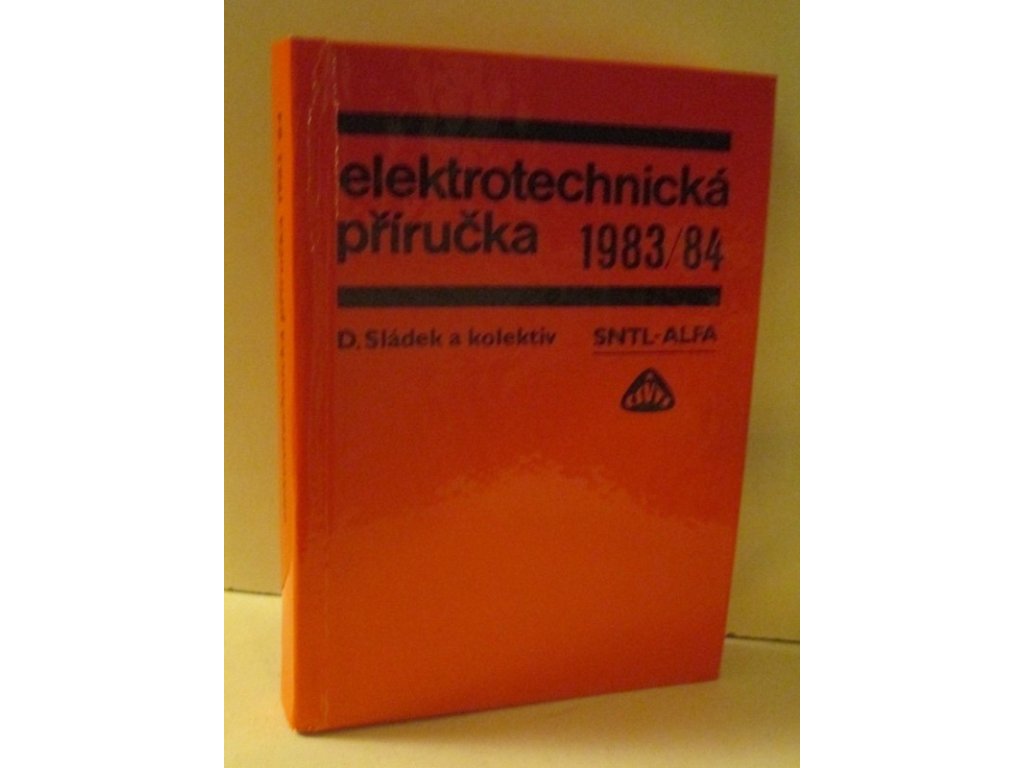 elektrotechnická
příručka 1983/84
D. Sládek a kolektiv SNTL-ALFA